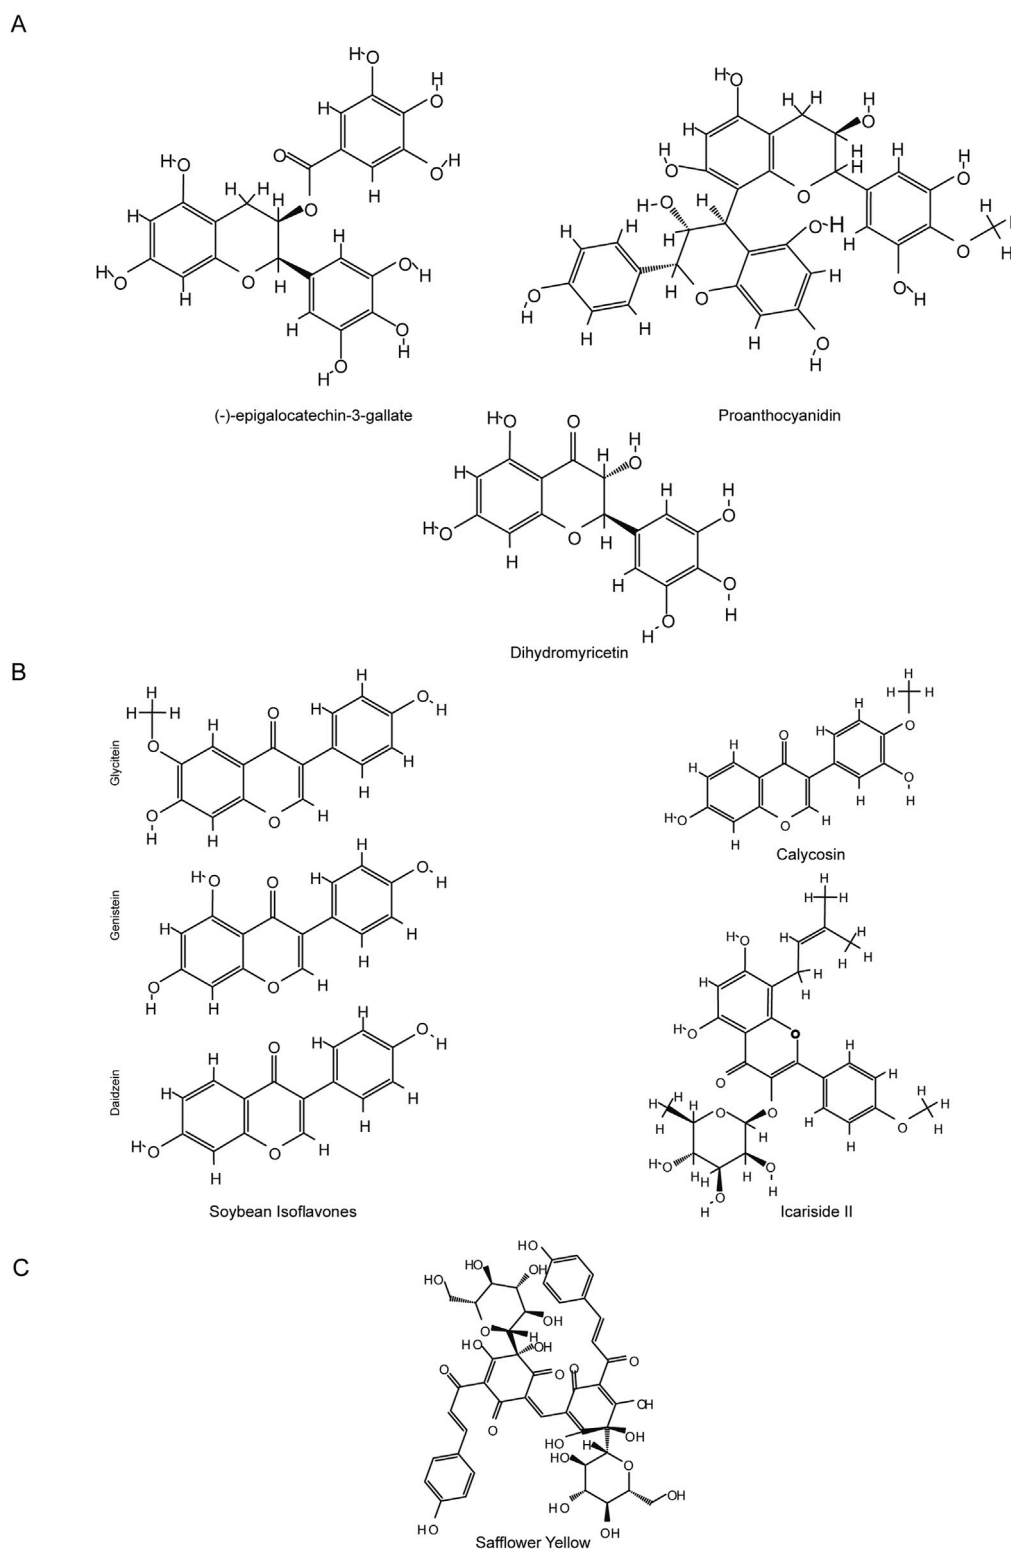 A
(-)-epigalocatechin-3-gallate
Proanthocyanidin
Dihydromyricetin
B
Glycitein
Genistein
Daidzein
Soybean Isoflavones
Calycosin
Icariside II
C
Safflower Yellow